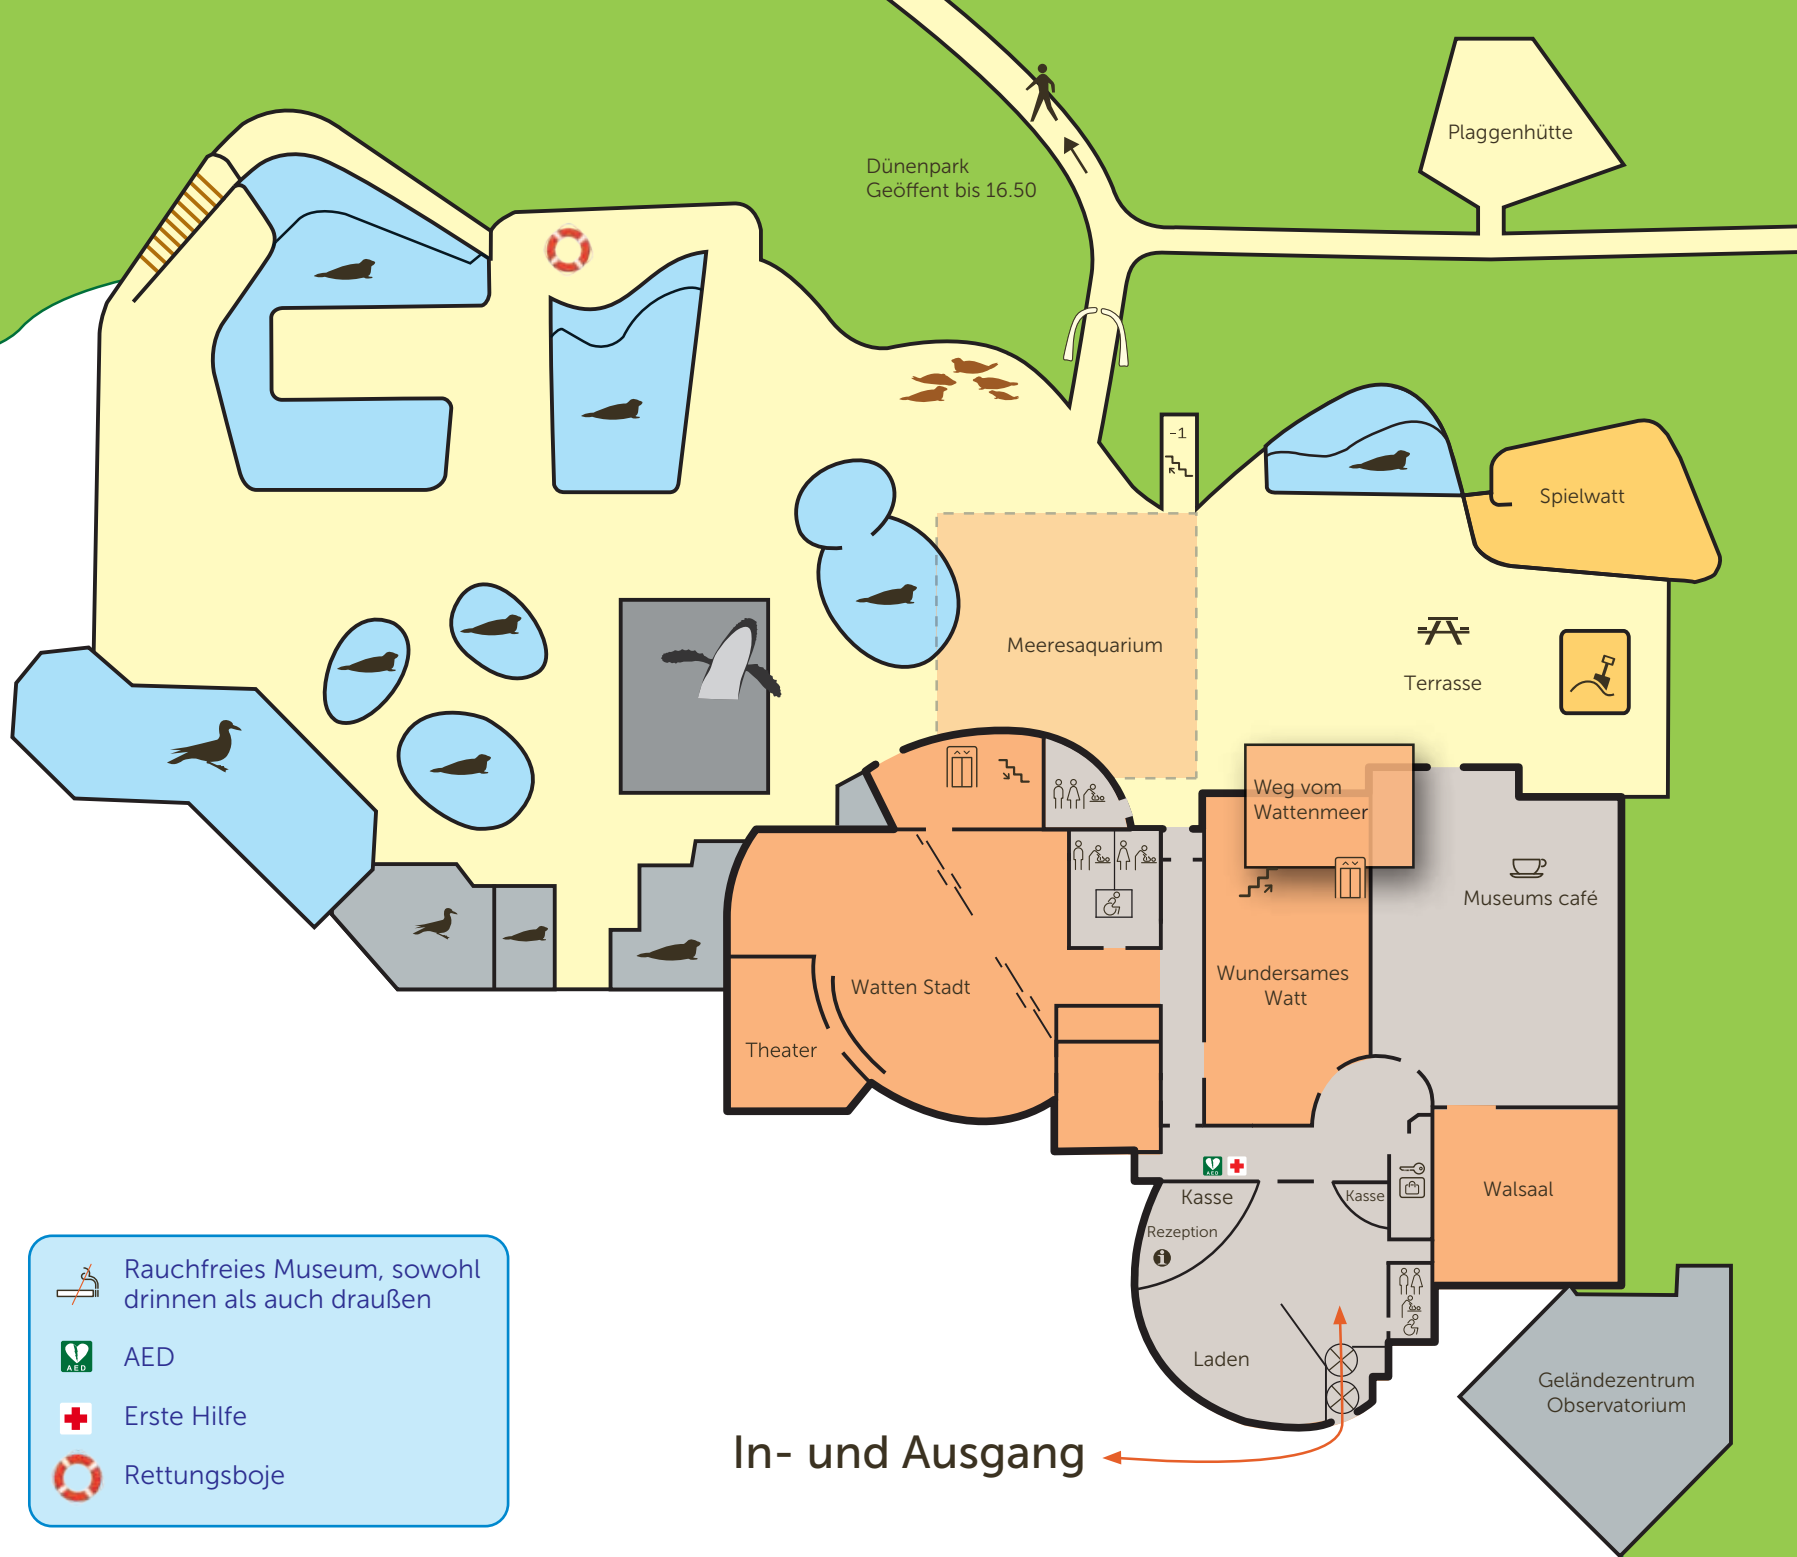 Plaggenhütte
Dünenpark
Geöffent bis 16.50
-1
Spielwatt
Meeresaquarium
Terrasse
Weg vom
Wattenmeer
Museums café
Wundersames
Watt
Watten Stadt
Theater
AED
Kasse
Kasse
Rezeption
i
Walsaal
Laden
Geländezentrum
Observatorium
In- und Ausgang
Rauchfreies Museum, sowohl
drinnen als auch draußen
AED
AED
Erste Hilfe
Rettungsboje